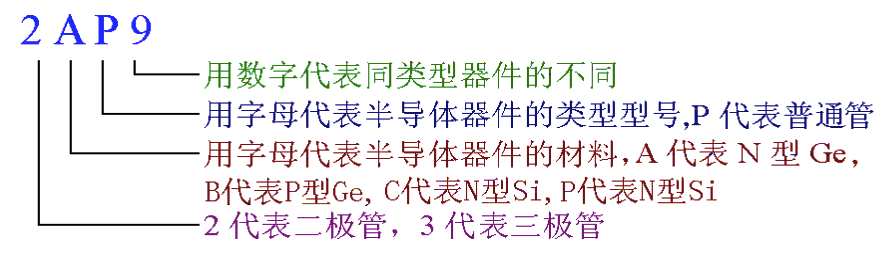 2AP9
用数字代表同类型器件的不同
用字母代表半导体器件的类型型号,P 代表普通管
用字母代表半导体器件的材料,A 代表 N 型 Ge,
B代表P型Ge, C代表N型Si, P代表N型Si
2 代表二极管，3 代表三极管